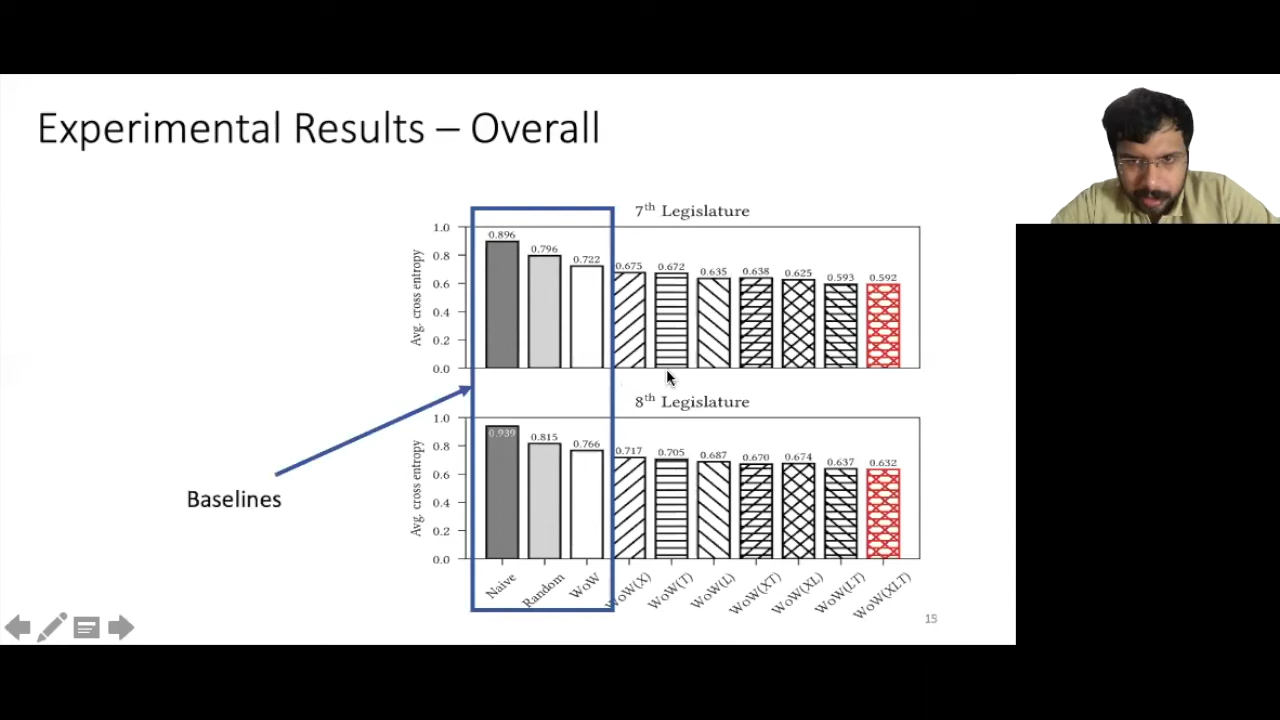 Experimental Results – Overall
7th Legislature
Avg. cross entropy
1.0
0.8
0.6
0.4
0.2
0.0
0.896
0.796
0.722
0.675
0.672
0.635
0.638
0.625
0.593
0.592
8th Legislature
Avg. cross entropy
1.0
0.8
0.6
0.4
0.2
0.0
0.939
0.815
0.766
0.717
0.705
0.687
0.670
0.674
0.637
0.632
Baselines
Naive
Random
WoW
WoW(X)
WoW(T)
WoW(L)
WoW(XT)
WoW(XL)
WoW(LT)
WoW(XLT)
15